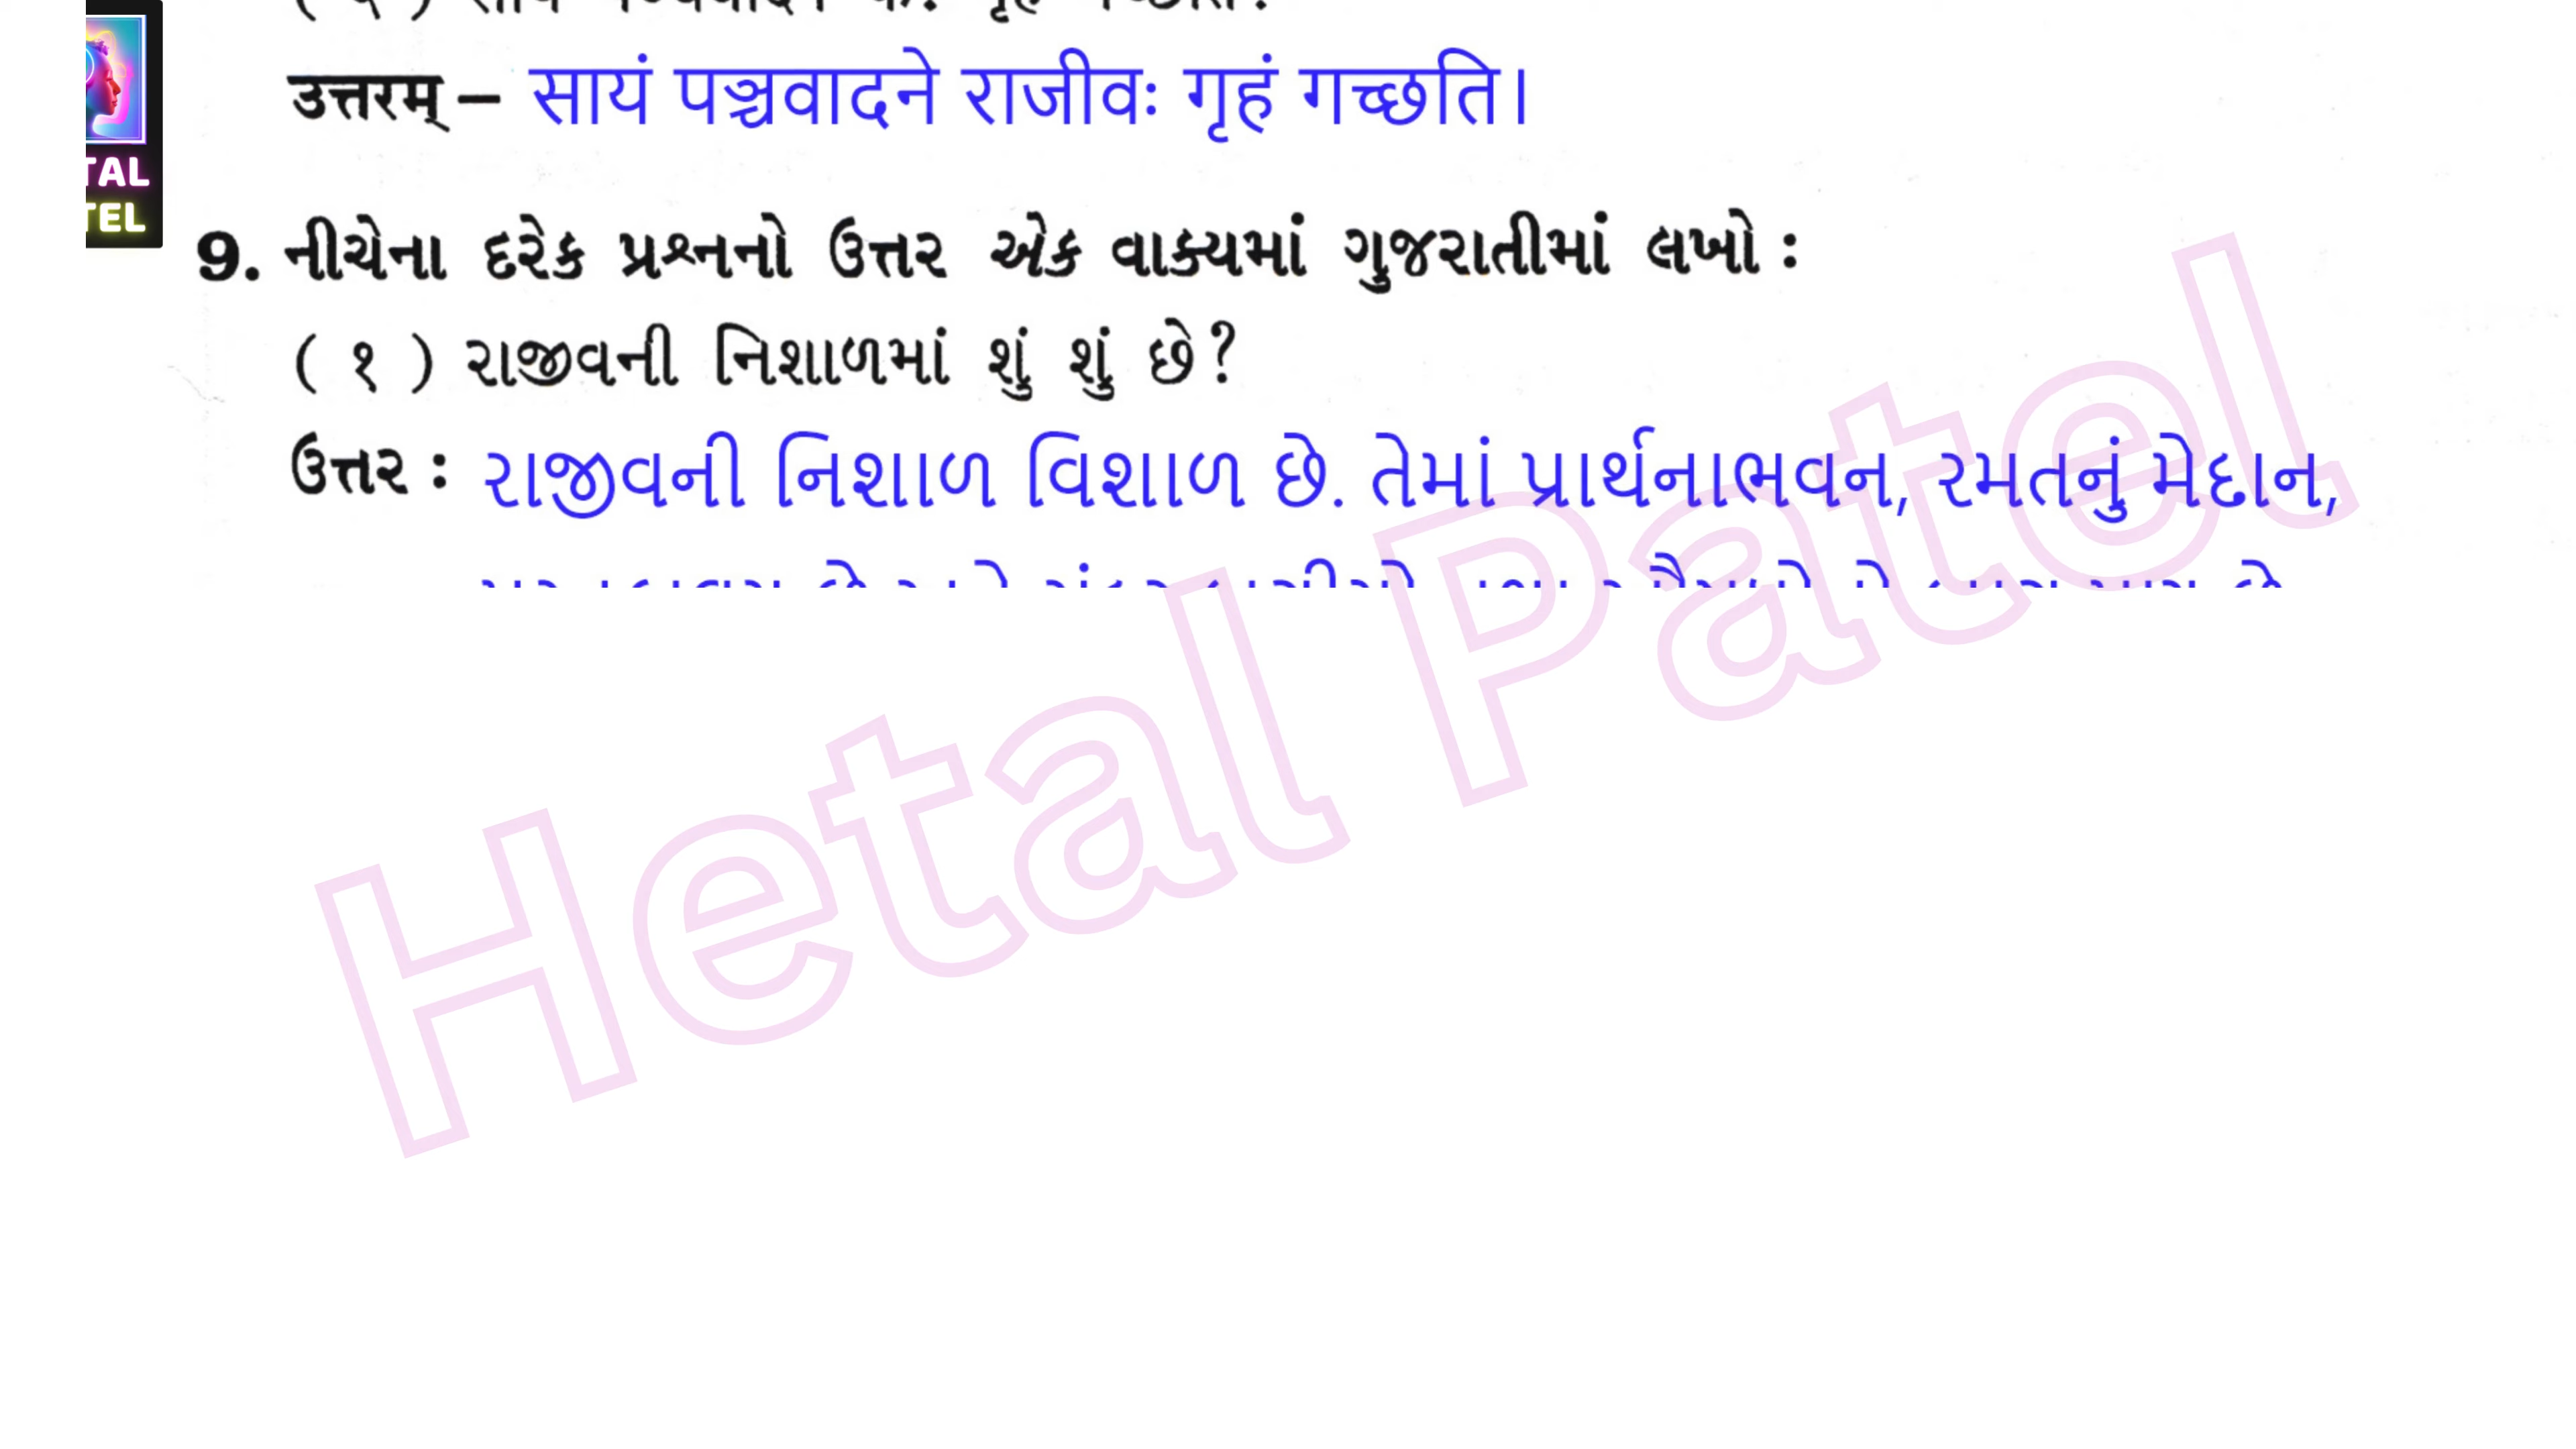 उत्तरम् – सायं पञ्चवादने राजीवः गृहं गच्छति।
TAL
TEL
9. નીચેના દરેક પ્રશ્નનો ઉત્તર એક વાક્યમાં ગુજરાતીમાં લખો :
( ૧ ) રાજીવની નિશાળમાં શું શું છે?
ઉત્તર : રાજીવની નિશાળ વિશાળ છે. તેમાં પ્રાર્થનાભવન, રમતનું મેદાન,
Hetal Patel